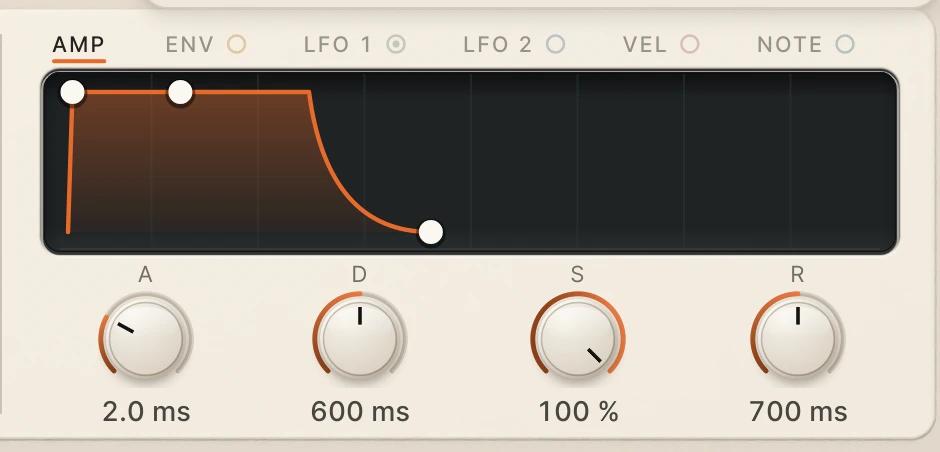 AMP ENV LFO 1 LFO 2 VEL NOTE
A D S R
2.0 ms 600 ms 100 % 700 ms